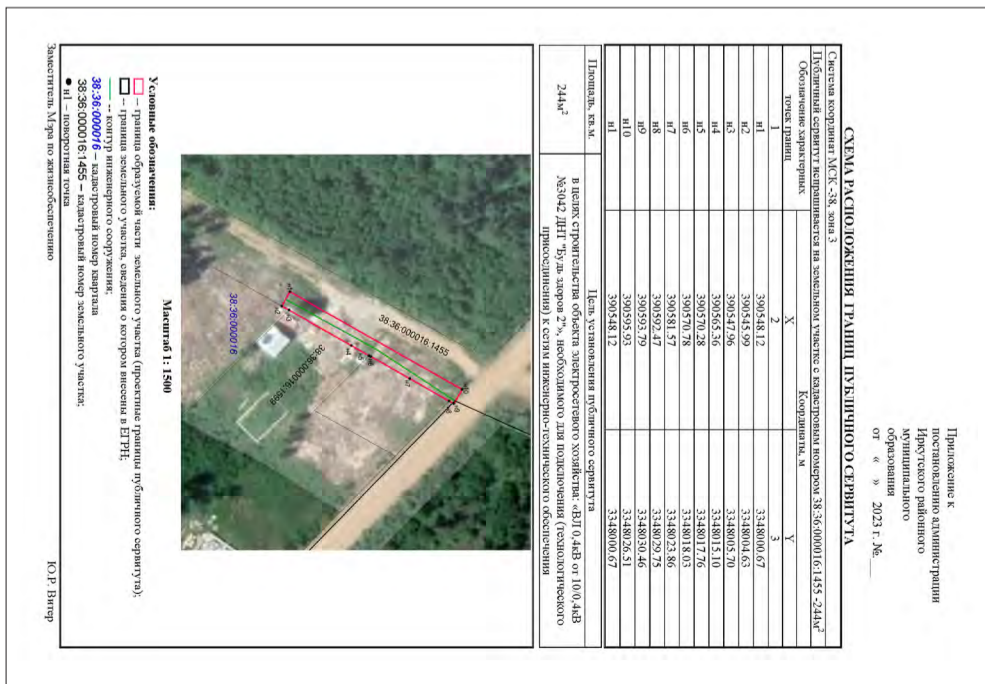 Приложение к
постановлению администрации
Иркутского районного
муниципального
образования
от « » 2023 г. №____
СХЕМА РАСПОЛОЖЕНИЯ ГРАНИЦ ПУБЛИЧНОГО СЕРВИТУТА
Система координат МСК -38, зона 3
Публичный сервитут испрашивается на земельном участке с кадастровым номером 38:36:000016:1455 -244м²
Обозначение характерных точек границ Координаты, м
X Y
1 2 3
н1 390548.12 3348000.67
н2 390545.99 3348004.63
н3 390547.96 3348005.70
н4 390565.36 3348015.10
н5 390570.28 3348017.76
н6 390570.78 3348018.03
н7 390581.57 3348023.86
н8 390592.47 3348029.75
н9 390593.79 3348030.46
н10 390595.93 3348026.51
н1 390548.12 3348000.67
Площадь, кв.м. Цель установления публичного сервитута
244м² в целях строительства объекта электросетевого хозяйства: «ВЛ 0,4кВ от 10/0,4кВ
№3042 ДНТ "Будь здоров 2"», необходимого для подключения (технологического
присоединения) к сетям инженерно-технического обеспечения
38:36:000016:1455
38:36:000016:1699
38:36:000016
Масштаб 1: 1500
Условные обозначения:
– граница образуемой части земельного участка (проектные границы публичного сервитута);
– граница земельного участка, сведения о котором внесены в ЕГРН;
-- контур инженерного сооружения;
38:36:000016 – кадастровый номер квартала
38:36:000016:1455 – кадастровый номер земельного участка;
● н1 – поворотная точка
Заместитель Мэра по жизнеобеспечению Ю.Р. Витер